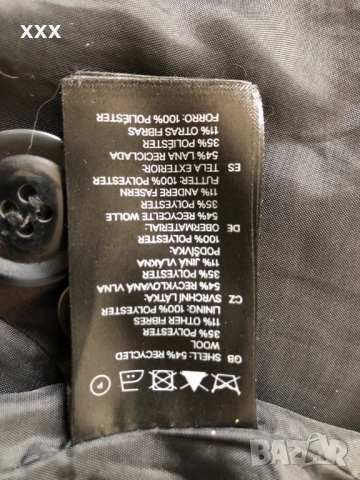 xxx
GB SHELL: 54% RECYCLED
WOOL
35% POLYESTER
11% OTHER FIBRES
LINING: 100% POLYESTER
CZ SVRCHNÍ LÁTKA:
54% RECYKLOVANÁ VLNA
35% POLYESTER
11% JINÁ VLÁKNA
PODŠÍVKA:
100% POLYESTER
DE OBERMATERIAL:
54% RECYCELTE WOLLE
35% POLYESTER
11% ANDERE FASERN
FUTTER: 100% POLYESTER
ES TELA EXTERIOR:
54% LANA RECICLADA
35% POLIÉSTER
11% OTRAS FIBRAS
FORRO: 100% POLIÉSTER
BAZAR